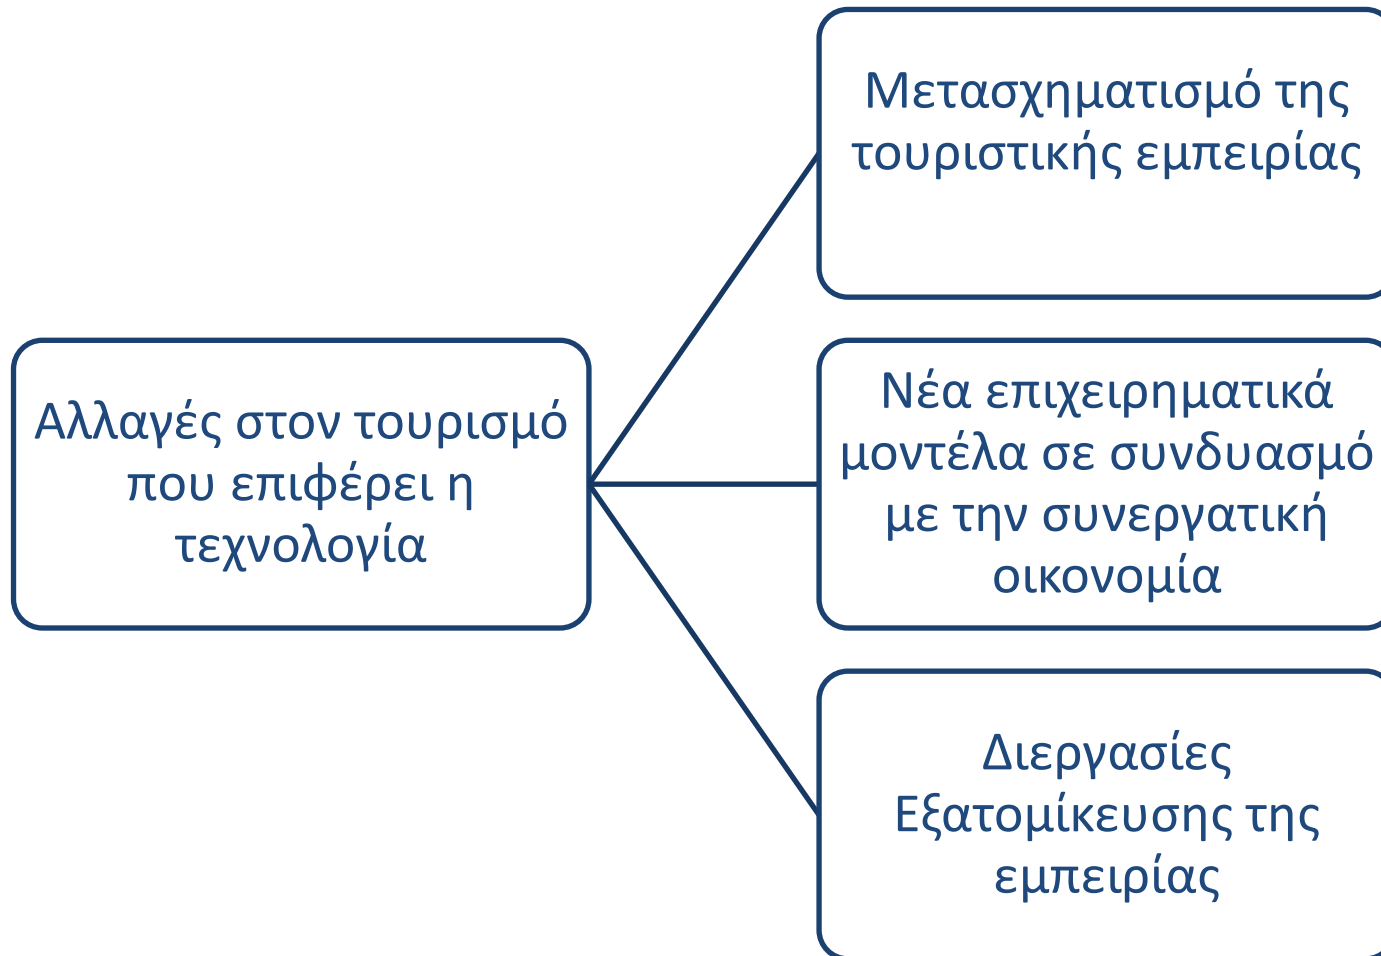 Αλλαγές στον τουρισμό
που επιφέρει η
τεχνολογία
Μετασχηματισμό της
τουριστικής εμπειρίας
Νέα επιχειρηματικά
μοντέλα σε συνδυασμό
με την συνεργατική
οικονομία
Διεργασίες
Εξατομίκευσης της
εμπειρίας